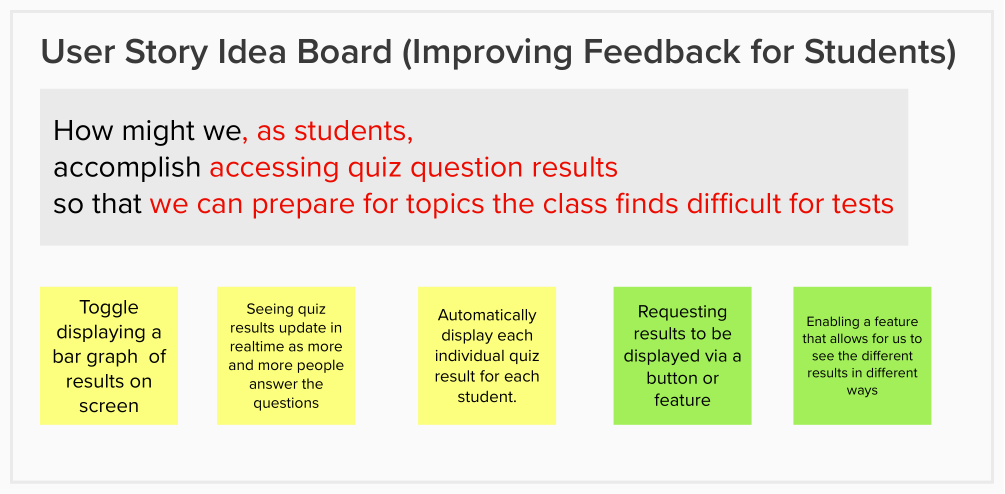 User Story Idea Board (Improving Feedback for Students)
How might we, as students,
accomplish accessing quiz question results
so that we can prepare for topics the class finds difficult for tests
Toggle
displaying a
bar graph of
results on
screen
Seeing quiz
results update in
realtime as more
and more people
answer the
questions
Automatically
display each
individual quiz
result for each
student.
Requesting
results to be
displayed via a
button or
feature
Enabling a feature
that allows for us to
see the different
results in different
ways